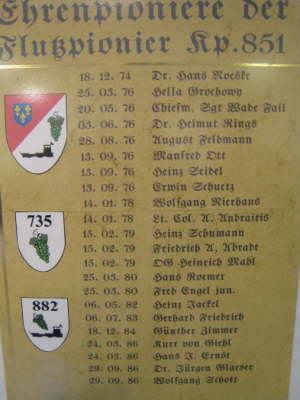 Ehrenpioniere der
Flußpionier Kp. 851
18. 12. 74 Dr. Hans Noeske
25. 03. 76 Hella Grochowy
20. 05. 76 Chiefm. Sgt Wade Fail
03. 06. 76 Dr. Helmut Rings
28. 08. 76 August Feldmann
13. 09. 76 Manfred Ott
13. 09. 76 Heinz Seidel
13. 09. 76 Erwin Schuetz
14. 01. 78 Wolfgang Nierhaus
14. 01. 78 Lt. Col. A. Andraitis
735
15. 02. 79 Heinz Schumann
15. 02. 79 Friedrich A. Abrade
15. 02. 79 OG Heinrich Mahl
25. 03. 80 Hans Roemer
25. 03. 80 Fred Engel jun.
882
06. 05. 82 Heinz Jaekel
06. 07. 83 Gerhard Friedrich
18. 12. 84 Günther Zimmer
24. 03. 86 Kurt von Giehl
24. 03. 86 Hans J. Ernst
29. 09. 86 Dr. Jürgen Glaeser
29. 09. 86 Wolfgang Schott